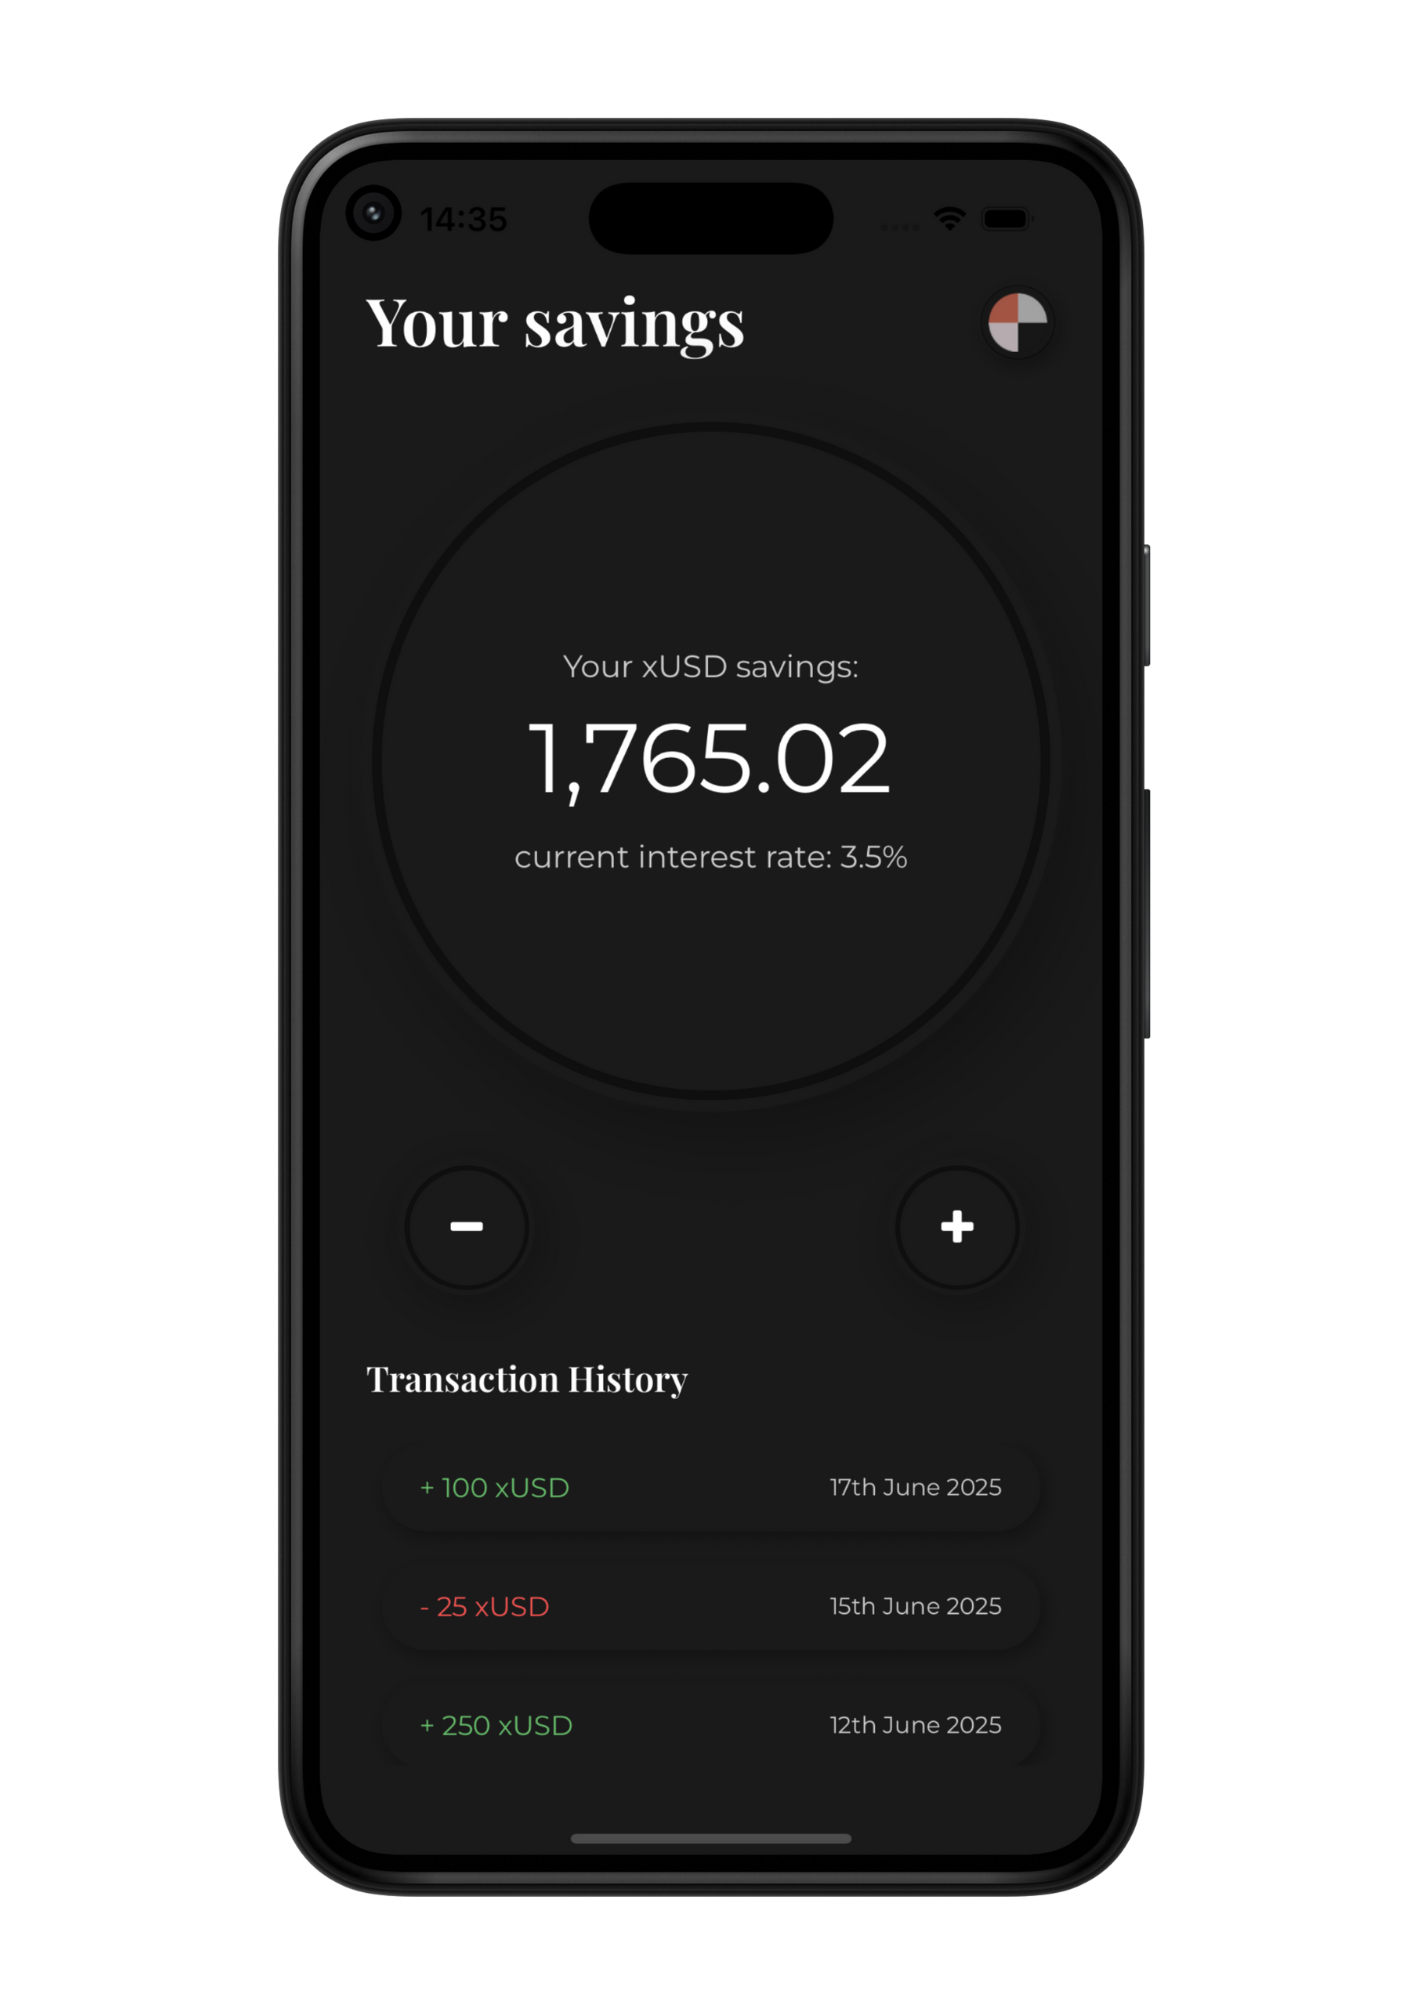 14:35
Your savings
Your xUSD savings:
1,765.02
current interest rate: 3.5%
Transaction History
+ 100 xUSD 17th June 2025
- 25 xUSD 15th June 2025
+ 250 xUSD 12th June 2025